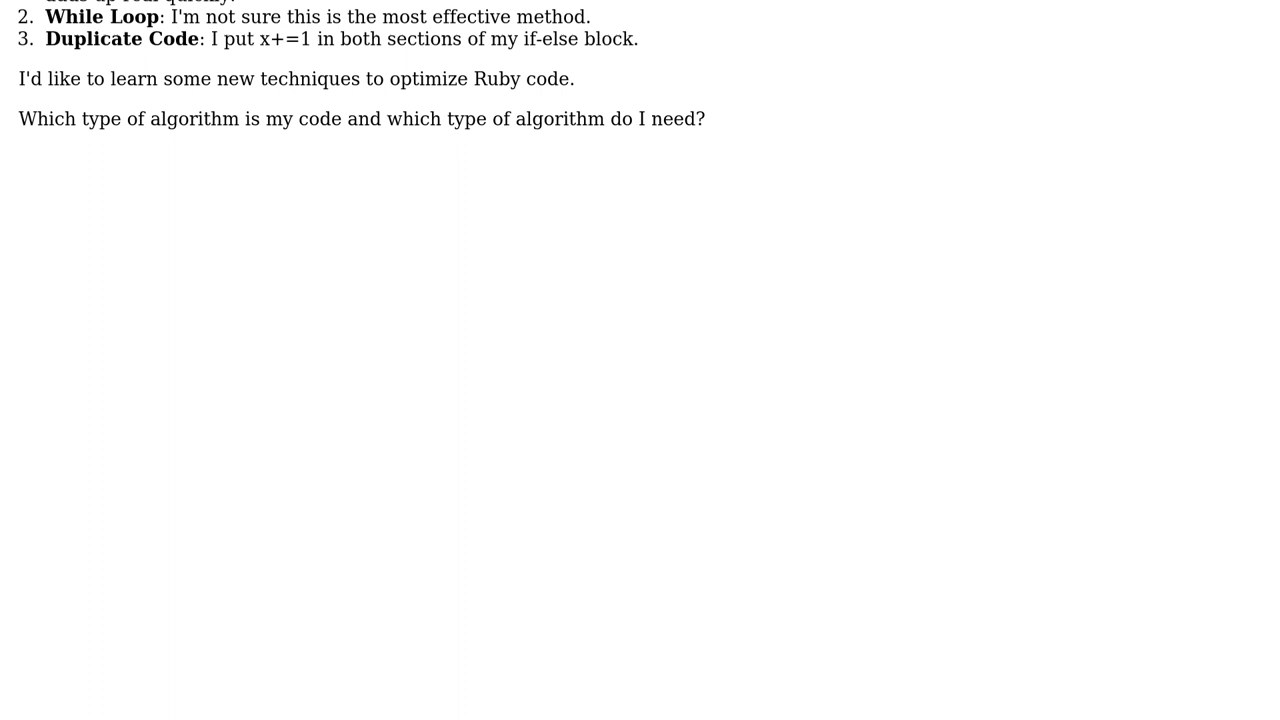 2. While Loop: I'm not sure this is the most effective method.
3. Duplicate Code: I put x+=1 in both sections of my if-else block.
I'd like to learn some new techniques to optimize Ruby code.
Which type of algorithm is my code and which type of algorithm do I need?